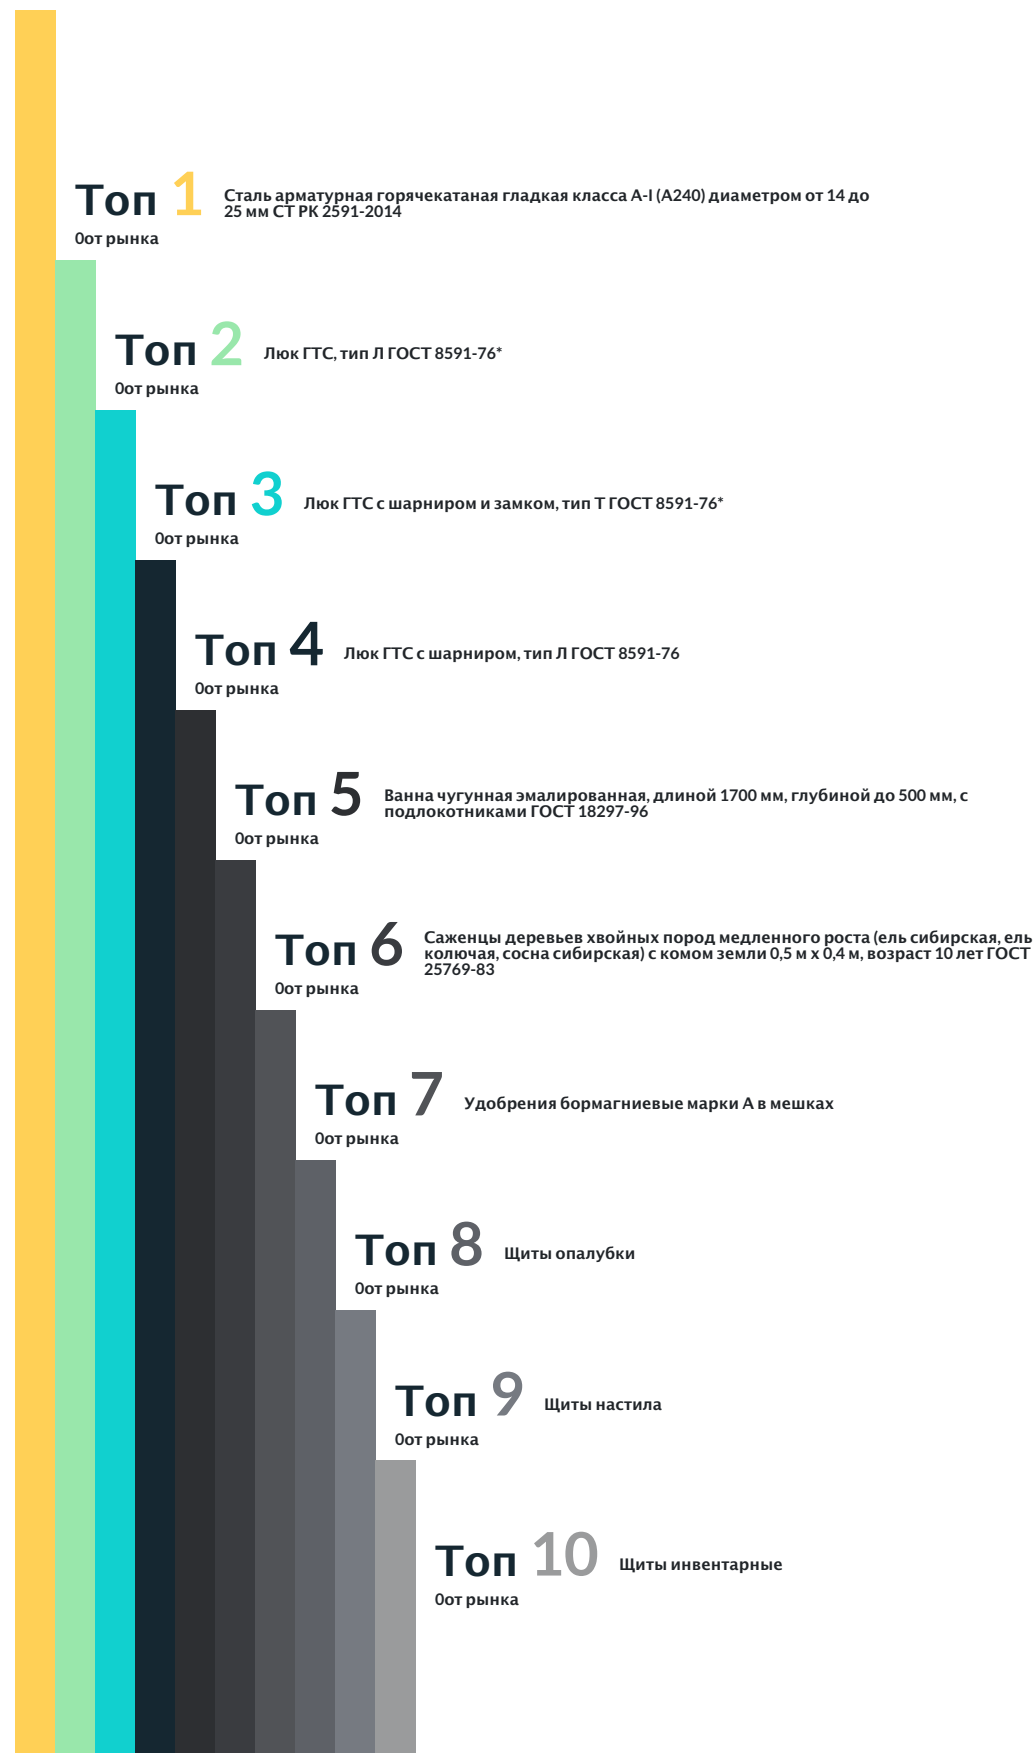 Топ 1
Сталь арматурная горячекатаная гладкая класса А-I (А240) диаметром от 14 до
25 мм СТ РК 2591-2014
0от рынка
Топ 2
Люк ГТС, тип Л ГОСТ 8591-76*
0от рынка
Топ 3
Люк ГТС с шарниром и замком, тип Т ГОСТ 8591-76*
0от рынка
Топ 4
Люк ГТС с шарниром, тип Л ГОСТ 8591-76
0от рынка
Топ 5
Ванна чугунная эмалированная, длиной 1700 мм, глубиной до 500 мм, с
подлокотниками ГОСТ 18297-96
0от рынка
Топ 6
Саженцы деревьев хвойных пород медленного роста (ель сибирская, ель
колючая, сосна сибирская) с комом земли 0,5 м х 0,4 м, возраст 10 лет ГОСТ
25769-83
0от рынка
Топ 7
Удобрения бормагниевые марки А в мешках
0от рынка
Топ 8
Щиты опалубки
0от рынка
Топ 9
Щиты настила
0от рынка
Топ 10
Щиты инвентарные
0от рынка